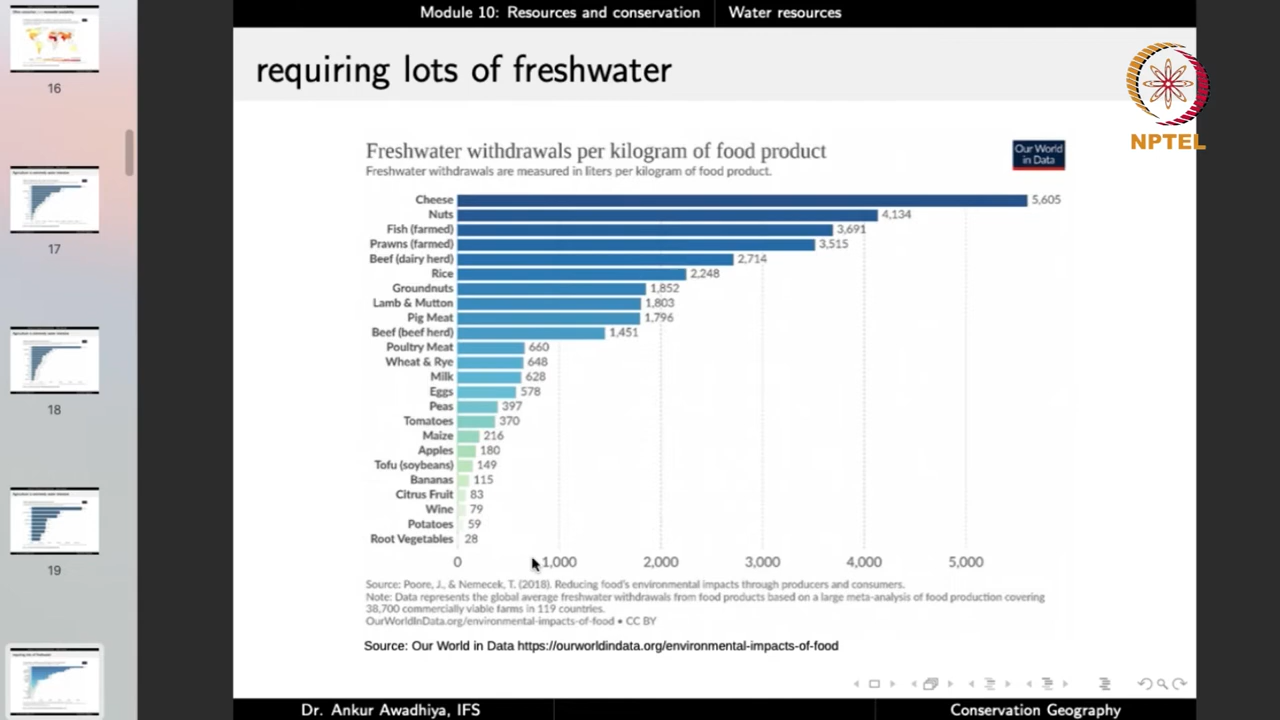 Module 10: Resources and conservation Water resources
requiring lots of freshwater
NPTEL
Freshwater withdrawals per kilogram of food product
Our World
in Data
Freshwater withdrawals are measured in liters per kilogram of food product.
Cheese 5,605
Nuts 4,134
Fish (farmed) 3,691
Prawns (farmed) 3,515
Beef (dairy herd) 2,714
Rice 2,248
Groundnuts 1,852
Lamb & Mutton 1,803
Pig Meat 1,796
Beef (beef herd) 1,451
Poultry Meat 660
Wheat & Rye 648
Milk 628
Eggs 578
Peas 397
Tomatoes 370
Maize 216
Apples 180
Tofu (soybeans) 149
Bananas 115
Citrus Fruit 83
Wine 79
Potatoes 59
Root Vegetables 28
0 1,000 2,000 3,000 4,000 5,000
Source: Poore, J., & Nemecek, T. (2018). Reducing food's environmental impacts through producers and consumers.
Note: Data represents the global average freshwater withdrawals from food products based on a large meta-analysis of food production covering
38,700 commercially viable farms in 119 countries.
OurWorldInData.org/environmental-impacts-of-food • CC BY
Source: Our World in Data https://ourworldindata.org/environmental-impacts-of-food
Dr. Ankur Awadhiya, IFS Conservation Geography
16
17
18
19